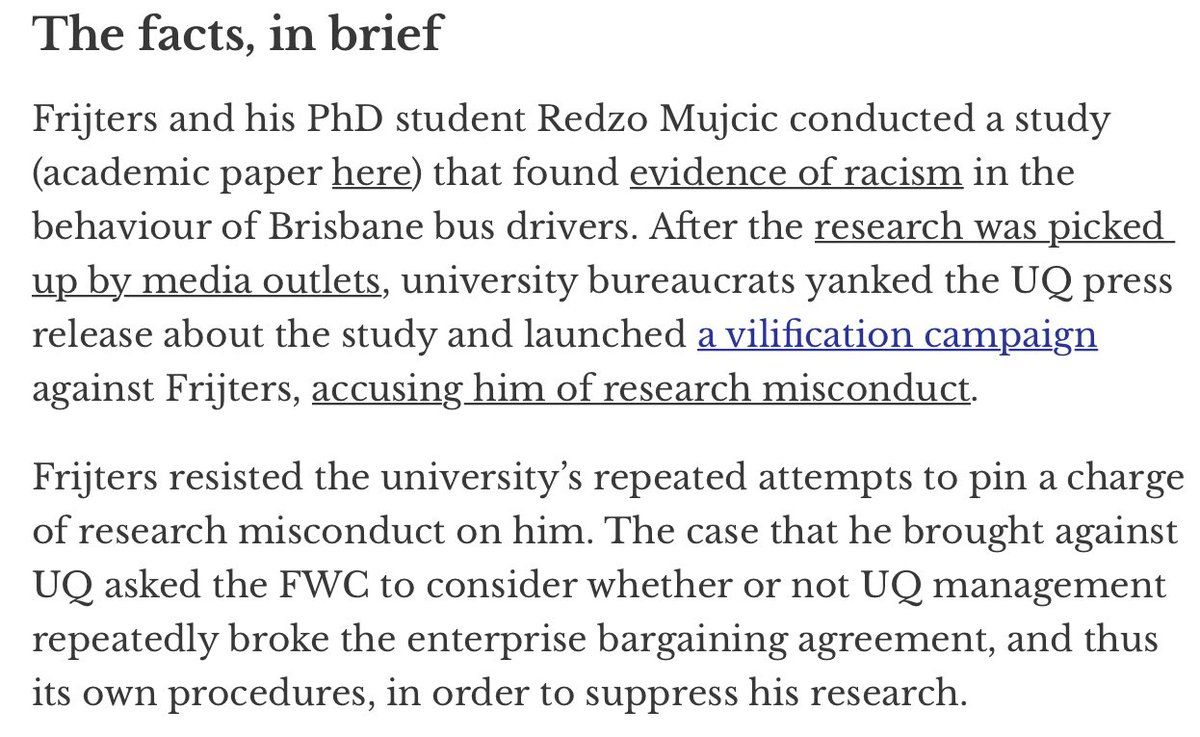 The facts, in brief
Frijters and his PhD student Redzo Mujcic conducted a study
(academic paper here) that found evidence of racism in the
behaviour of Brisbane bus drivers. After the research was picked
up by media outlets, university bureaucrats yanked the UQ press
release about the study and launched a vilification campaign
against Frijters, accusing him of research misconduct.
Frijters resisted the university’s repeated attempts to pin a charge
of research misconduct on him. The case that he brought against
UQ asked the FWC to consider whether or not UQ management
repeatedly broke the enterprise bargaining agreement, and thus
its own procedures, in order to suppress his research.